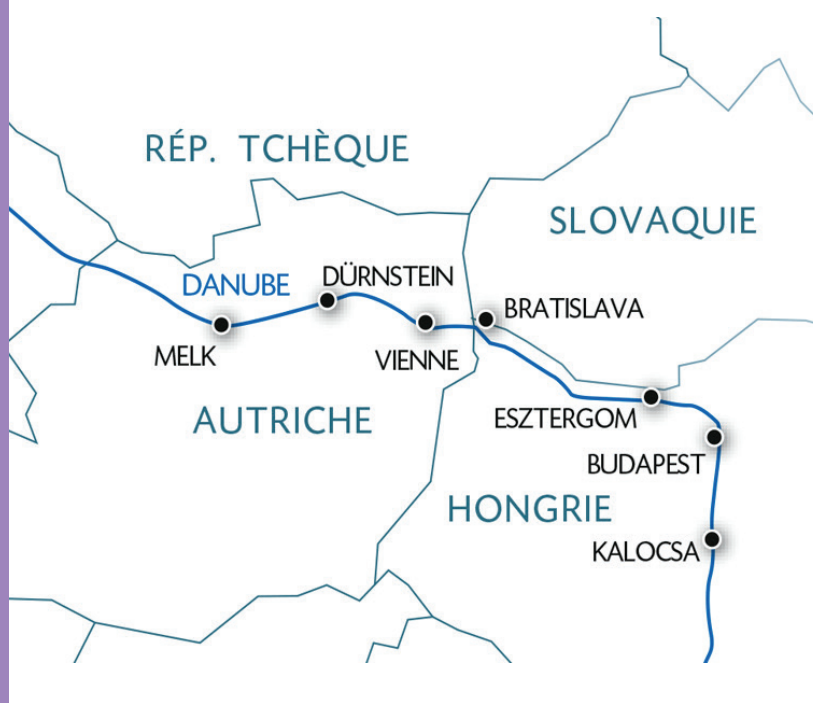 RÉP. TCHÈQUE
SLOVAQUIE
DANUBE
DÜRNSTEIN
BRATISLAVA
MELK
VIENNE
AUTRICHE
ESZTERGOM
BUDAPEST
HONGRIE
KALOCSA